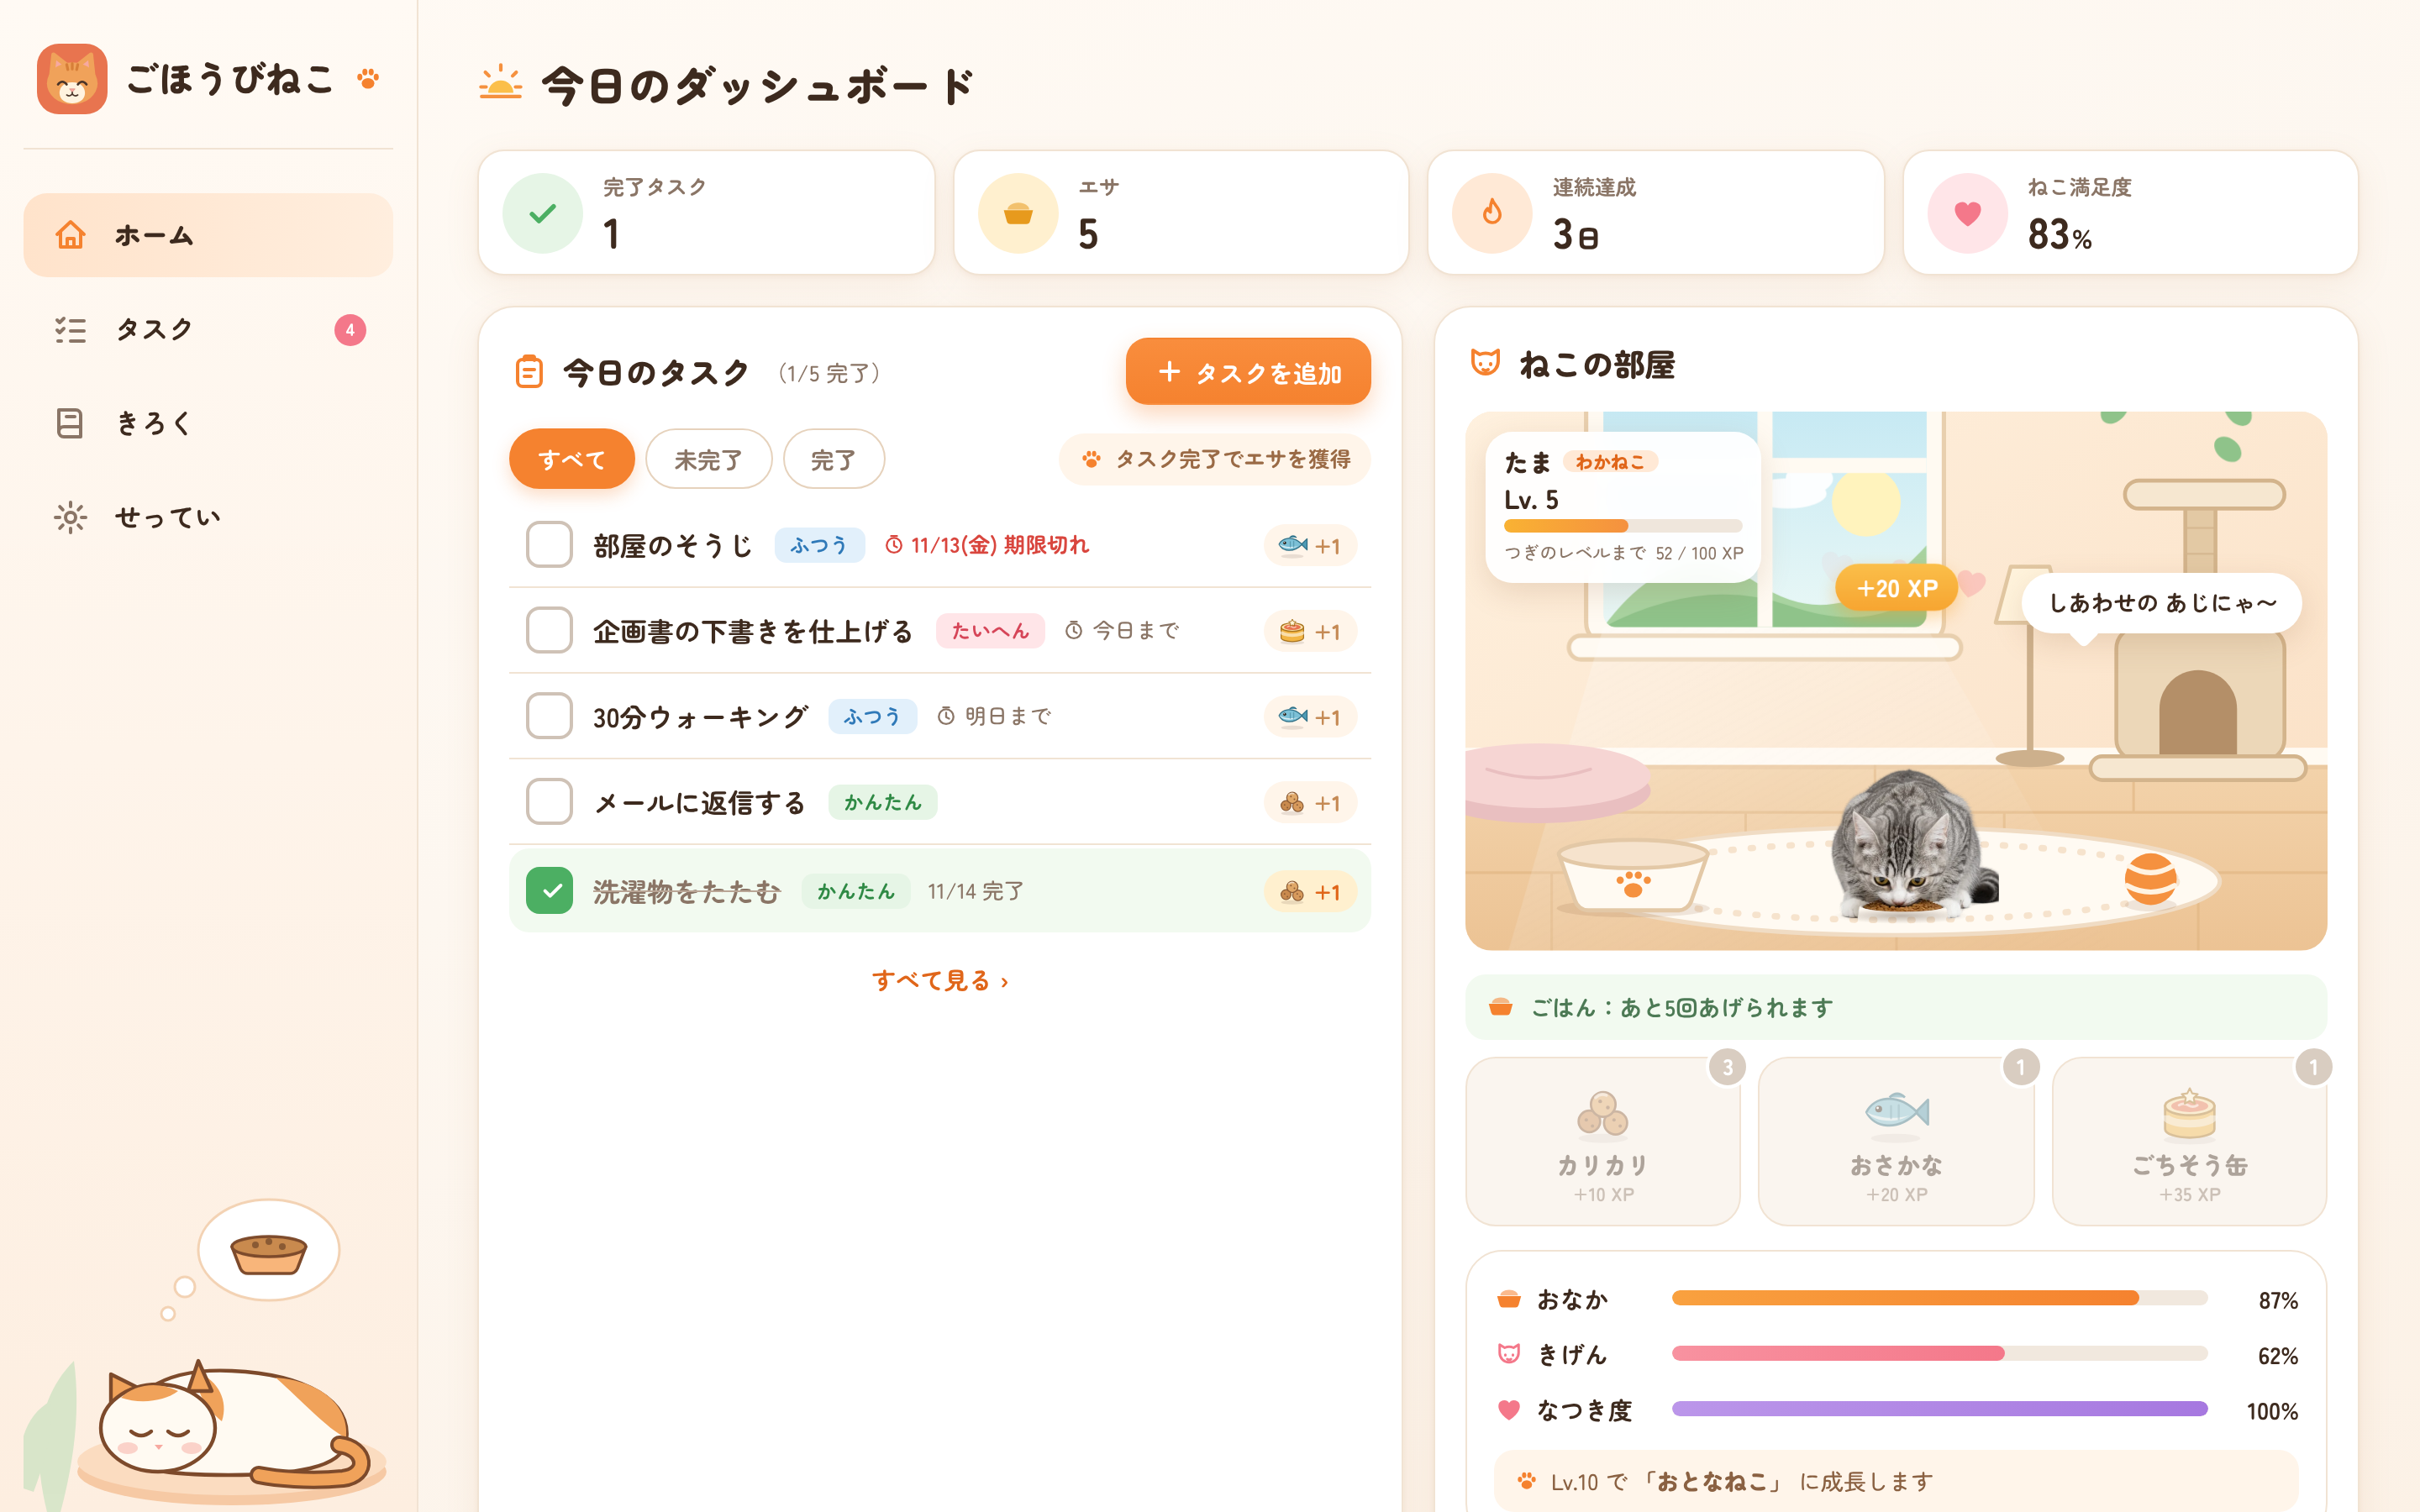 ごほうびねこ
ホーム
タスク 4
きろく
せってい
今日のダッシュボード
完了タスク
1
エサ
5
連続達成
3日
ねこ満足度
83%
今日のタスク (1/5 完了)
+ タスクを追加
すべて 未完了 完了
タスク完了でエサを獲得
部屋のそうじ ふつう 11/13(金) 期限切れ +1
企画書の下書きを仕上げる たいへん 今日まで +1
30分ウォーキング ふつう 明日まで +1
メールに返信する かんたん +1
洗濯物をたたむ かんたん 11/14 完了 +1
すべて見る ›
ねこの部屋
たま わかねこ
Lv. 5
つぎのレベルまで 52 / 100 XP
+20 XP
しあわせの あじにゃ〜
ごはん：あと5回あげられます
3
カリカリ
+10 XP
1
おさかな
+20 XP
1
ごちそう缶
+35 XP
おなか 87%
きげん 62%
なつき度 100%
Lv.10 で 「おとなねこ」 に成長します